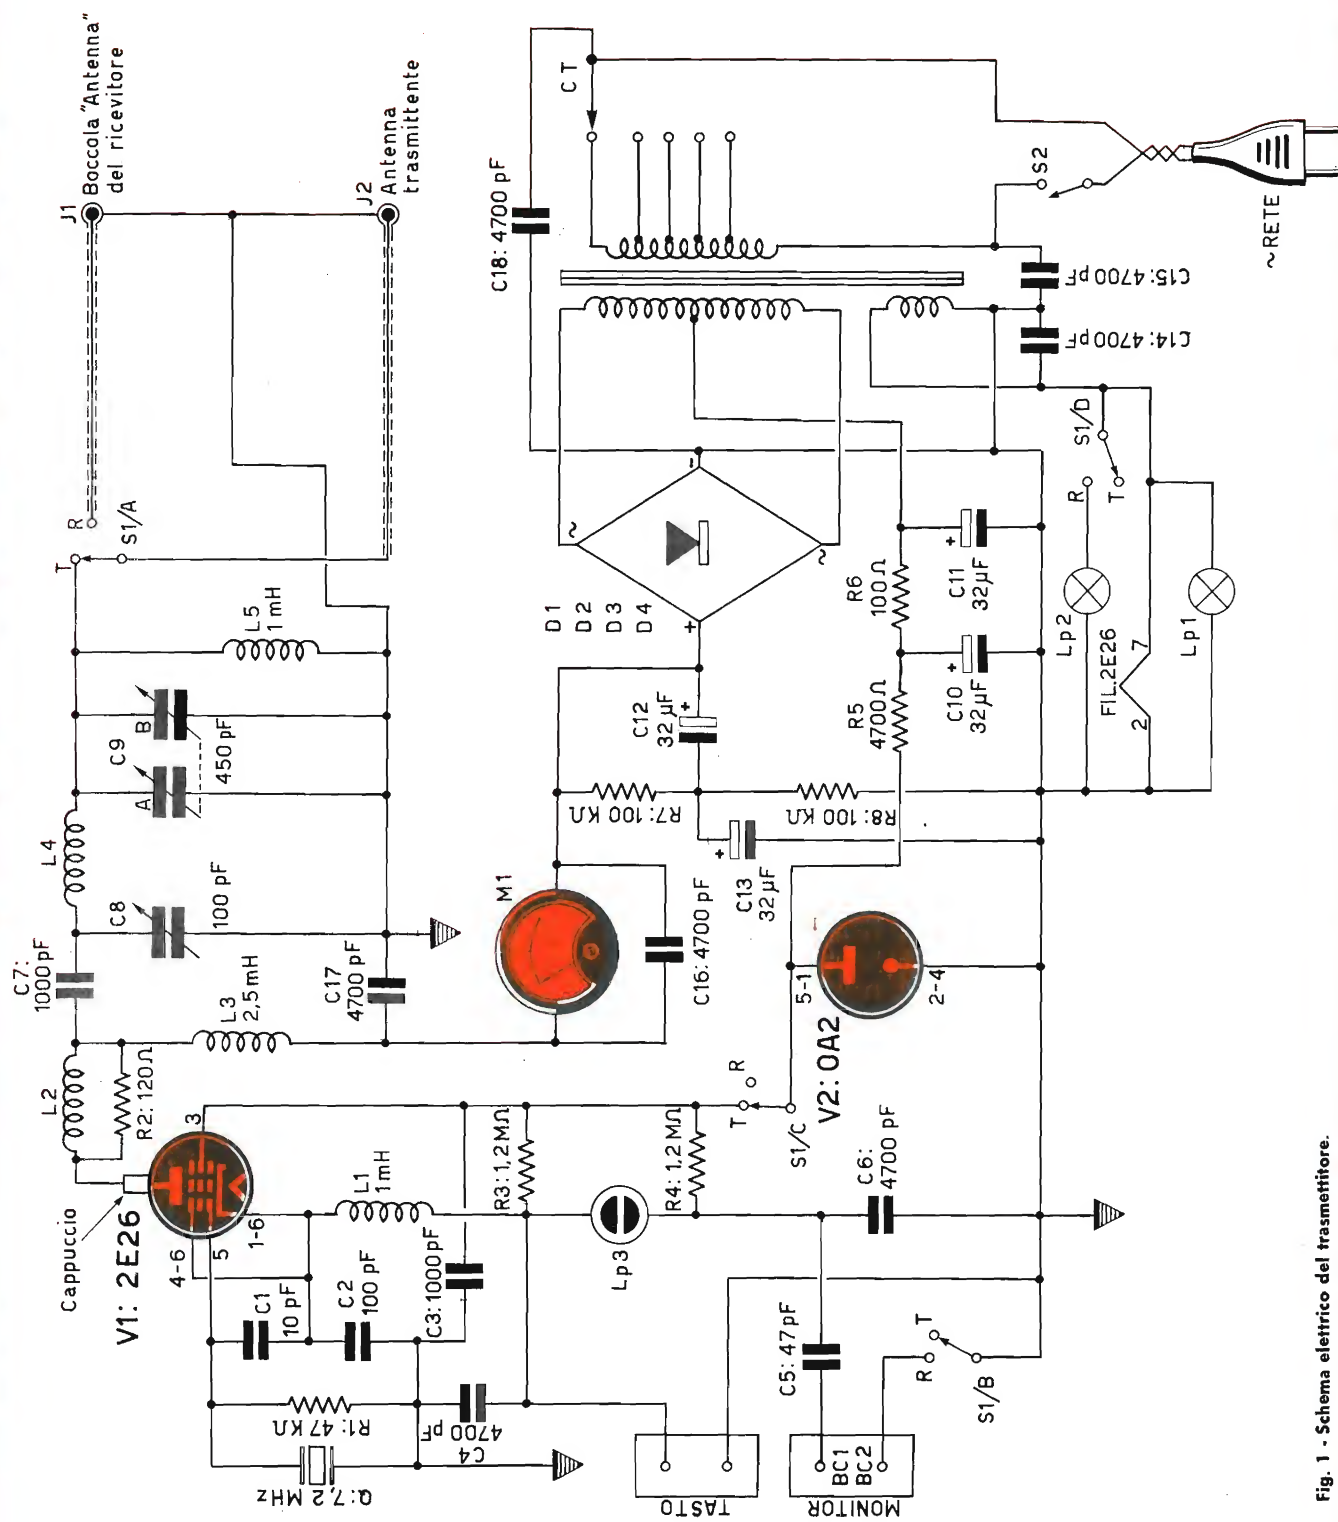 J1 Boccola "Antenna"
del ricevitore
J2 Antenna
trasmittente
R
T
S1/A
L5
1 mH
C9
A
B
450 pF
L4
C8
100 pF
C7:
1000 pF
L3
2,5 mH
C17
4700 pF
L2
R2: 120 Ω
Cappuccio
V1: 2E26
3
4-6
5
1-6
L1
1 mH
C1
10 pF
C2
100 pF
C3: 1000 pF
R1: 47 KΩ
4700 pF
C4
Q: 7,2 MHz
R3: 1,2 MΩ
R4: 1,2 MΩ
Lp3
C6:
4700 pF
C5: 47 pF
TASTO
MONITOR
BC1
BC2
R
T
S1/B
T
R
S1/C
V2: OA2
5-1
2-4
M1
C16: 4700 pF
C13
32 µF
+
R7: 100 KΩ
R8: 100 KΩ
C12
32 µF
+
D1
D2
D3
D4
+
-
~
~
R5
4700 Ω
R6
100 Ω
C10
32 µF
+
C11
32 µF
+
C18: 4700 pF
C T
S2
~ RETE
C15: 4700
pF
C14: 4700
pF
S1/D
R
T
Lp2
FIL. 2E26
2
7
Lp1
Fig. 1 - Schema elettrico del trasmettitore.